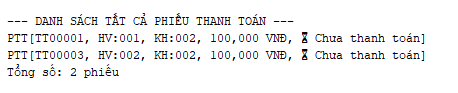 --- DANH SÁCH TẤT CẢ PHIẾU THANH TOÁN ---
PTT[TT00001, HV:001, KH:002, 100,000 VNĐ, ⌛ Chưa thanh toán]
PTT[TT00003, HV:002, KH:002, 100,000 VNĐ, ⌛ Chưa thanh toán]
Tổng số: 2 phiếu